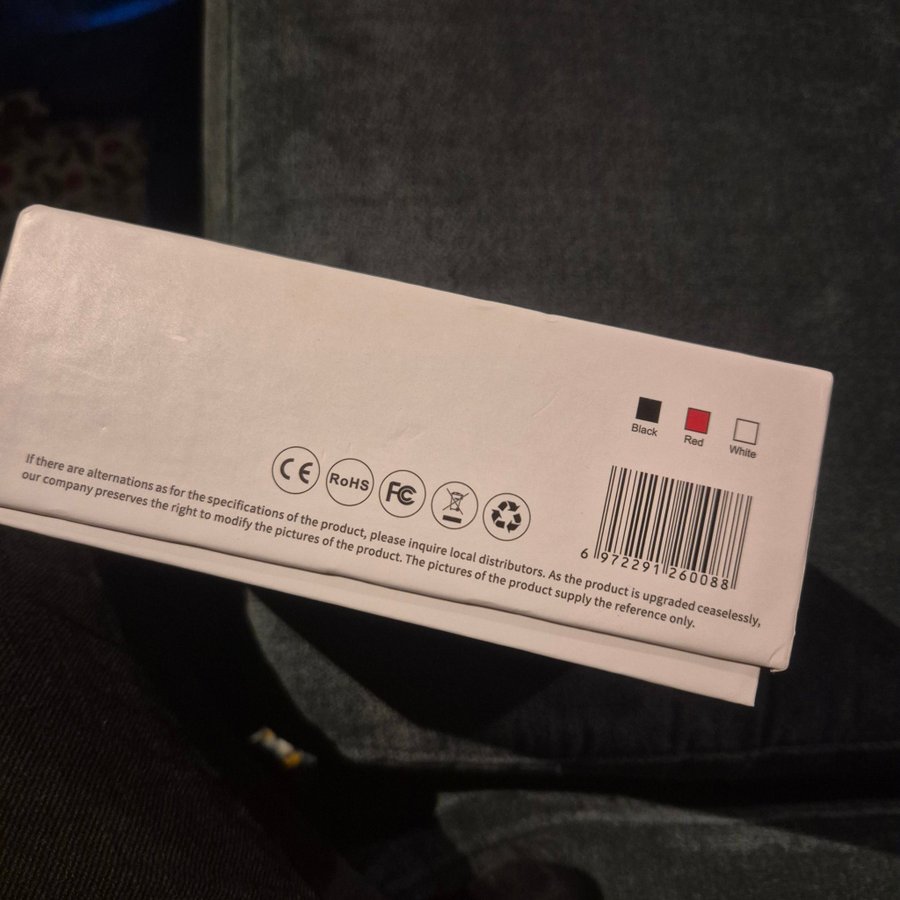 Black Red White
CE RoHS FC
6 972291 260088
If there are alternations as for the specifications of the product, please inquire local distributors. As the product is upgraded ceaselessly,
our company preserves the right to modify the pictures of the product. The pictures of the product supply the reference only.